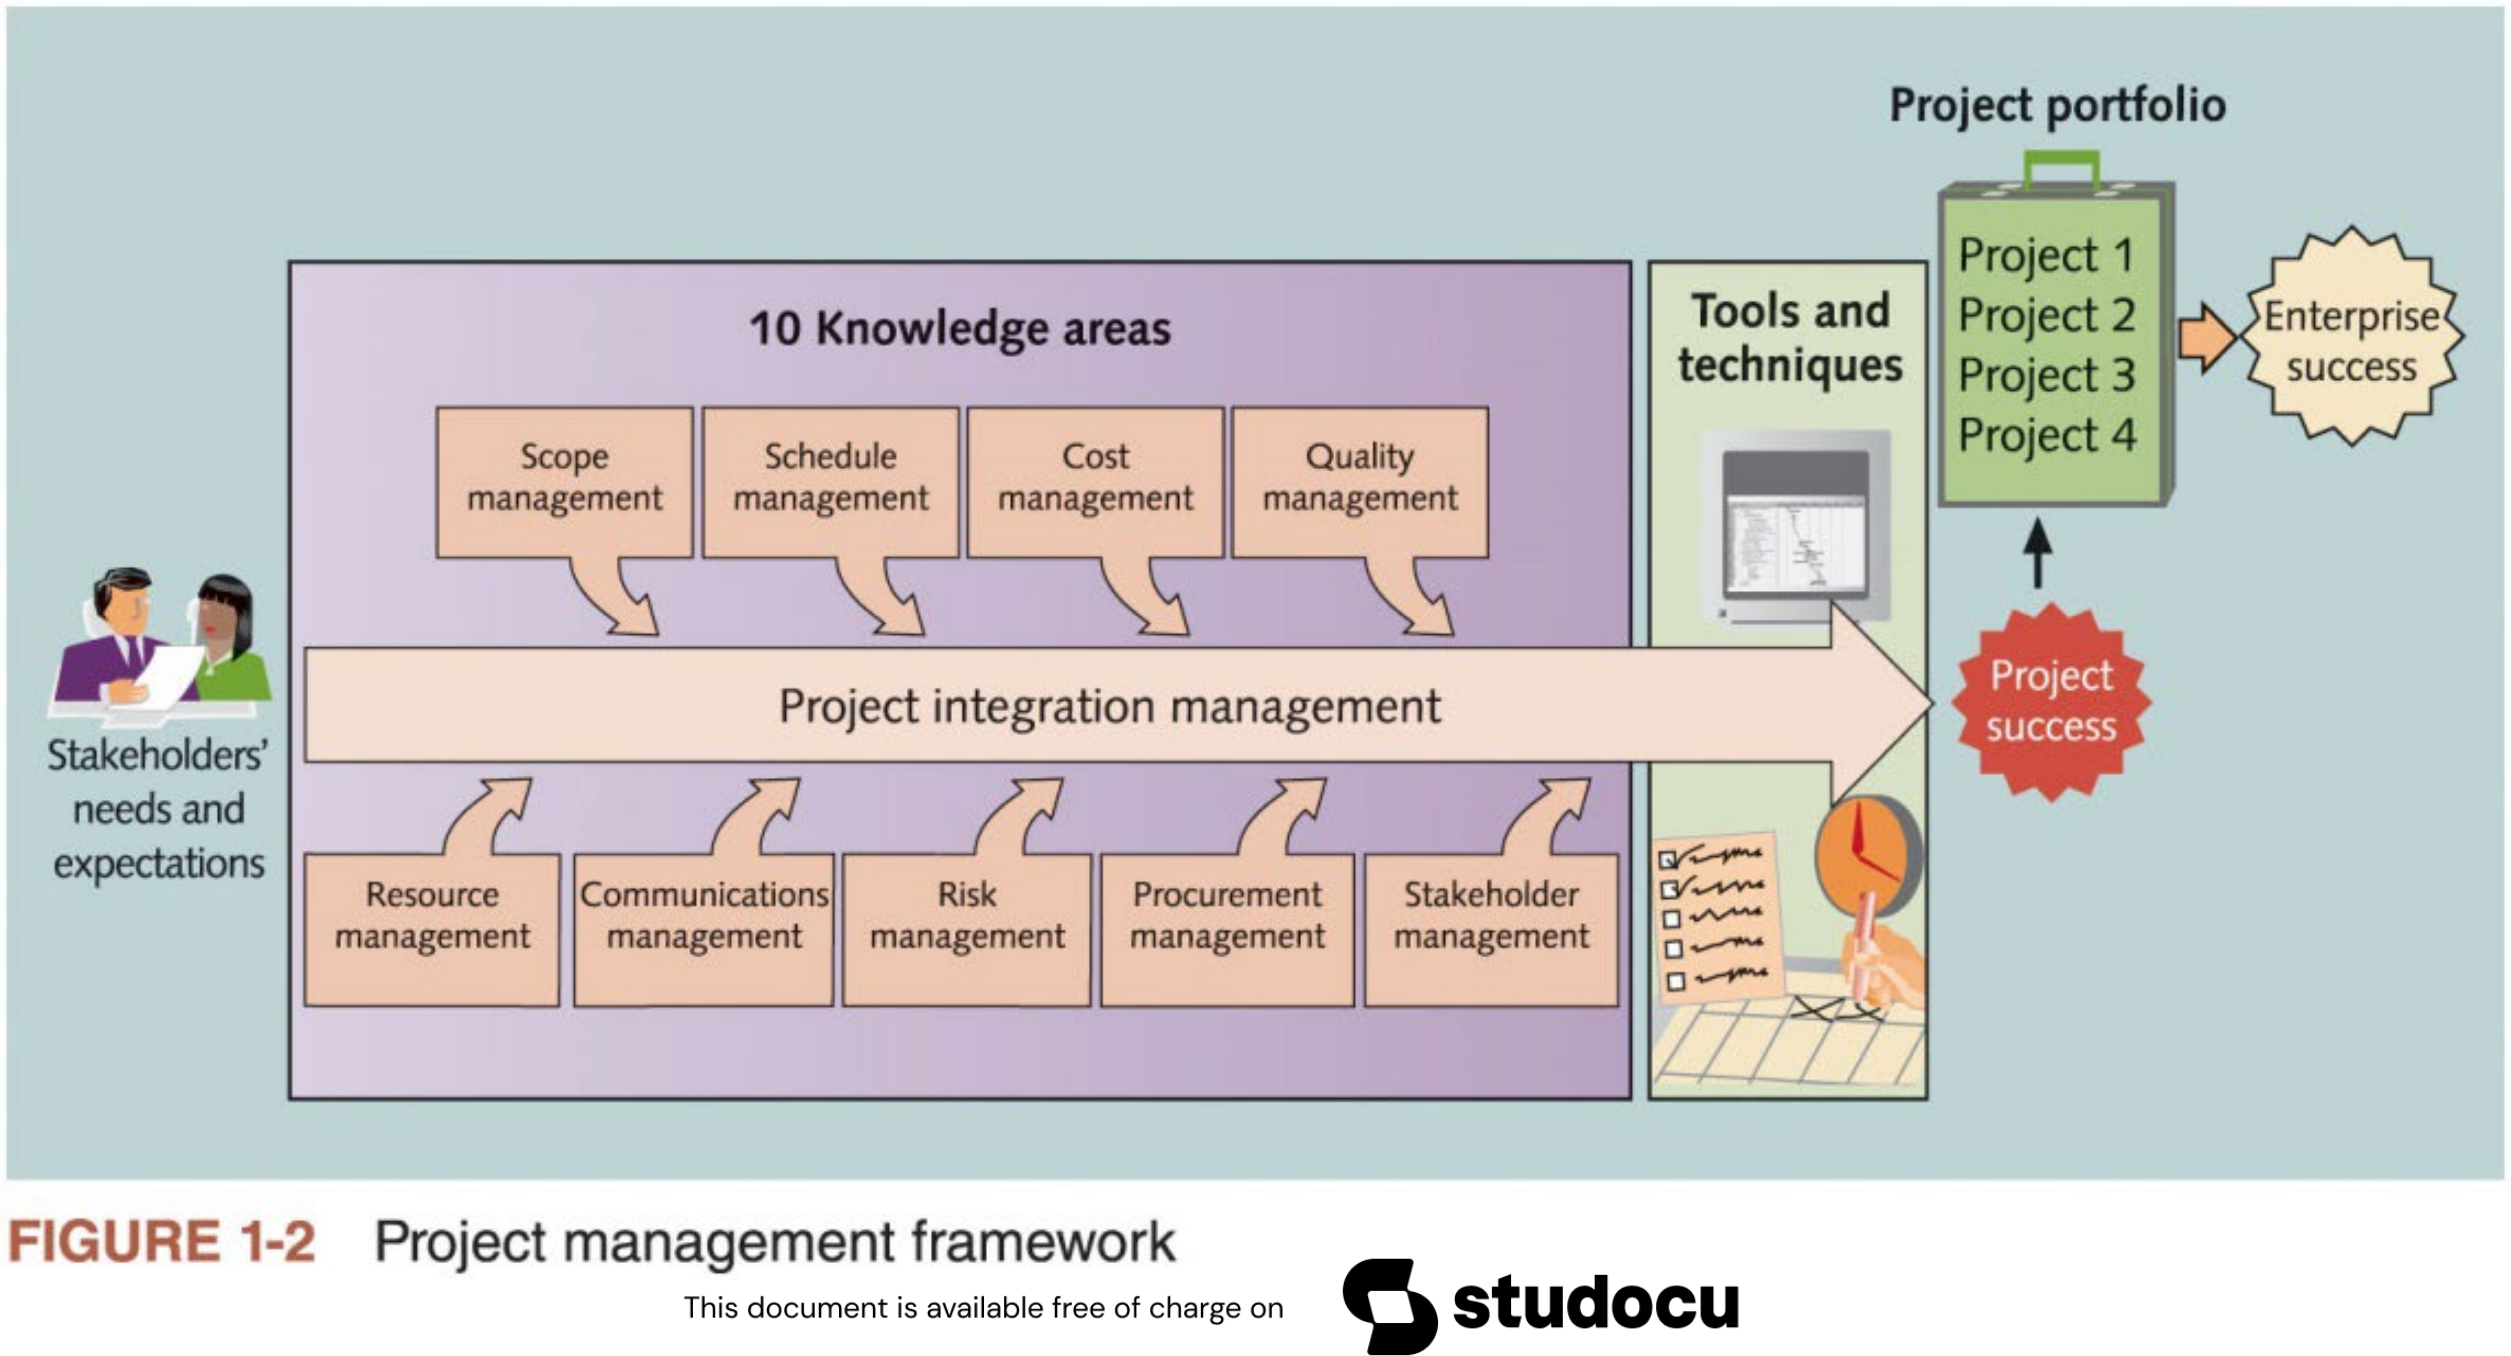 Project portfolio
Project 1
Project 2
Project 3
Project 4
Enterprise
success
10 Knowledge areas
Tools and
techniques
Scope
management
Schedule
management
Cost
management
Quality
management
Stakeholders'
needs and
expectations
Project integration management
Project
success
Resource
management
Communications
management
Risk
management
Procurement
management
Stakeholder
management
FIGURE 1-2 Project management framework
This document is available free of charge on
studocu